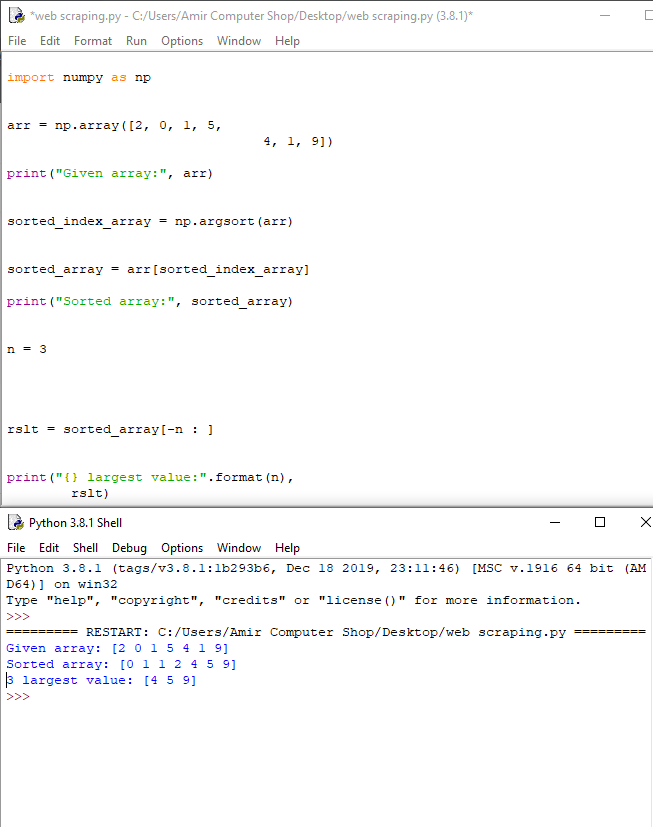 *web scraping.py - C:/Users/Amir Computer Shop/Desktop/web scraping.py (3.8.1)*
File Edit Format Run Options Window Help
import numpy as np
arr = np.array([2, 0, 1, 5,
4, 1, 9])
print("Given array:", arr)
sorted_index_array = np.argsort(arr)
sorted_array = arr[sorted_index_array]
print("Sorted array:", sorted_array)
n = 3
rslt = sorted_array[-n : ]
print("{} largest value:".format(n),
rslt)
Python 3.8.1 Shell
File Edit Shell Debug Options Window Help
Python 3.8.1 (tags/v3.8.1:1b293b6, Dec 18 2019, 23:11:46) [MSC v.1916 64 bit (AM
D64)] on win32
Type "help", "copyright", "credits" or "license()" for more information.
>>>
========= RESTART: C:/Users/Amir Computer Shop/Desktop/web scraping.py =========
Given array: [2 0 1 5 4 1 9]
Sorted array: [0 1 1 2 4 5 9]
3 largest value: [4 5 9]
>>>